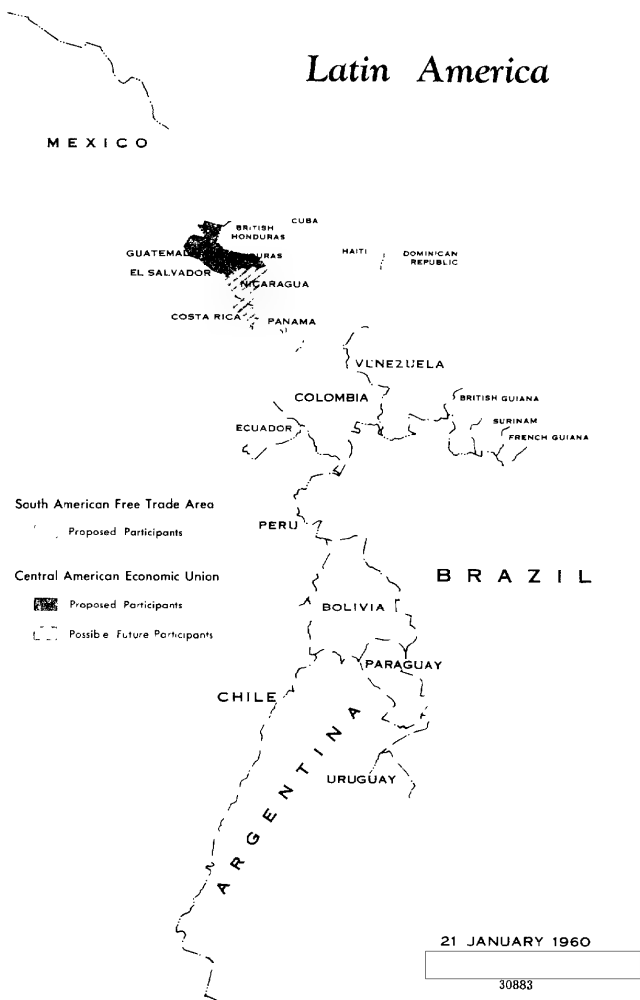 Latin America
MEXICO
CUBA
BRITISH
HONDURAS
HAITI
DOMINICAN
REPUBLIC
GUATEMAL
URAS
EL SALVADOR
NICARAGUA
COSTA RICA
PANAMA
VENEZUELA
COLOMBIA
BRITISH GUIANA
SURINAM
FRENCH GUIANA
ECUADOR
South American Free Trade Area
Proposed Participants
PERU
Central American Economic Union
Proposed Participants
Possible Future Participants
BRAZIL
BOLIVIA
PARAGUAY
CHILE
ARGENTINA
URUGUAY
21 JANUARY 1960
30883